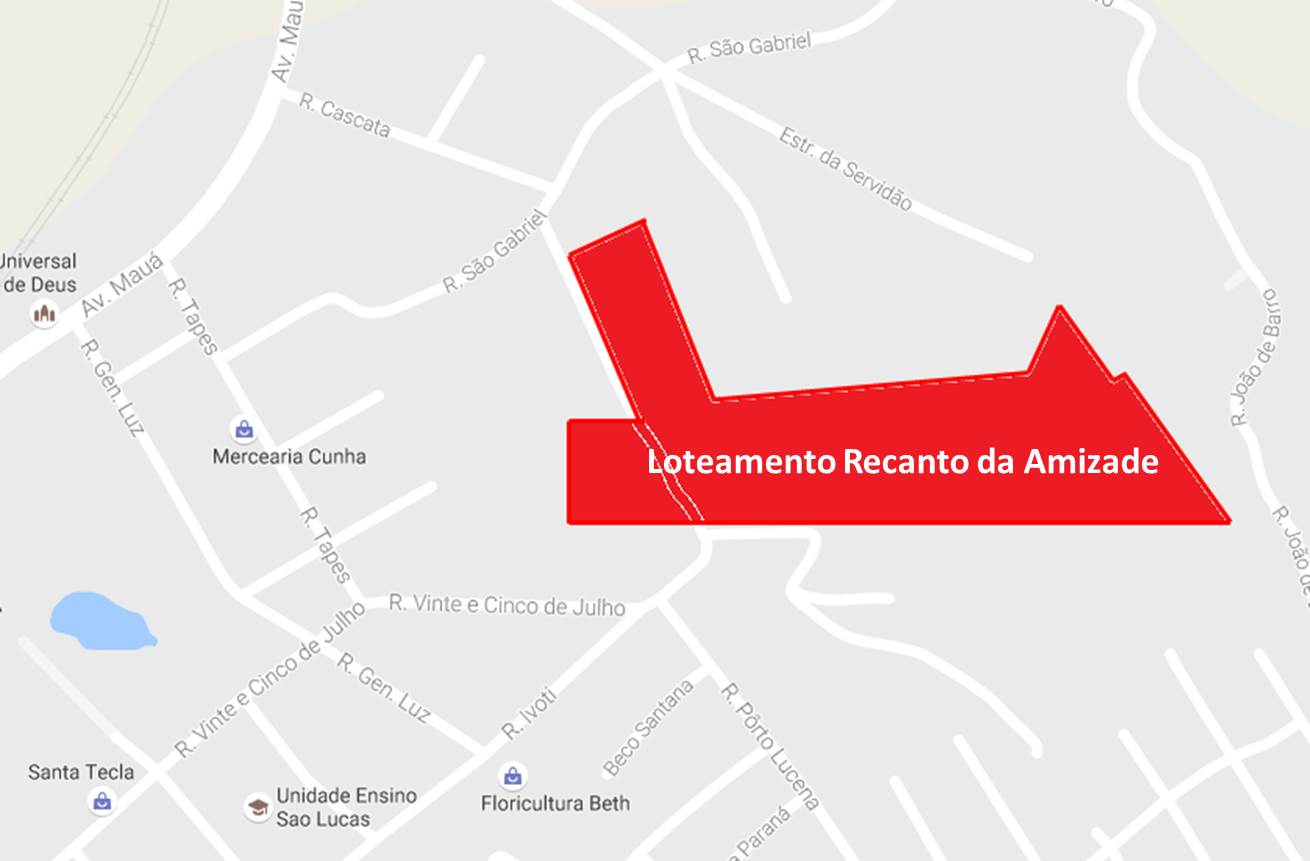 Av. Mau
R. São Gabriel
R. Cascata
Estr. da Servidão
R. São Gabriel
Universal
de Deus
Av. Mauá
R. Tapes
R. João de Barro
R. Gen. Luz
Mercearia Cunha
Loteamento Recanto da Amizade
R. Tapes
R. João de
R. Vinte e Cinco de Julho
R. Vinte e Cinco de Julho
R. Gen. Luz
R. Ivoti
Beco Santana
R. Pôrto Lucena
Santa Tecla
Unidade Ensino
Sao Lucas
Floricultura Beth
a Paraná